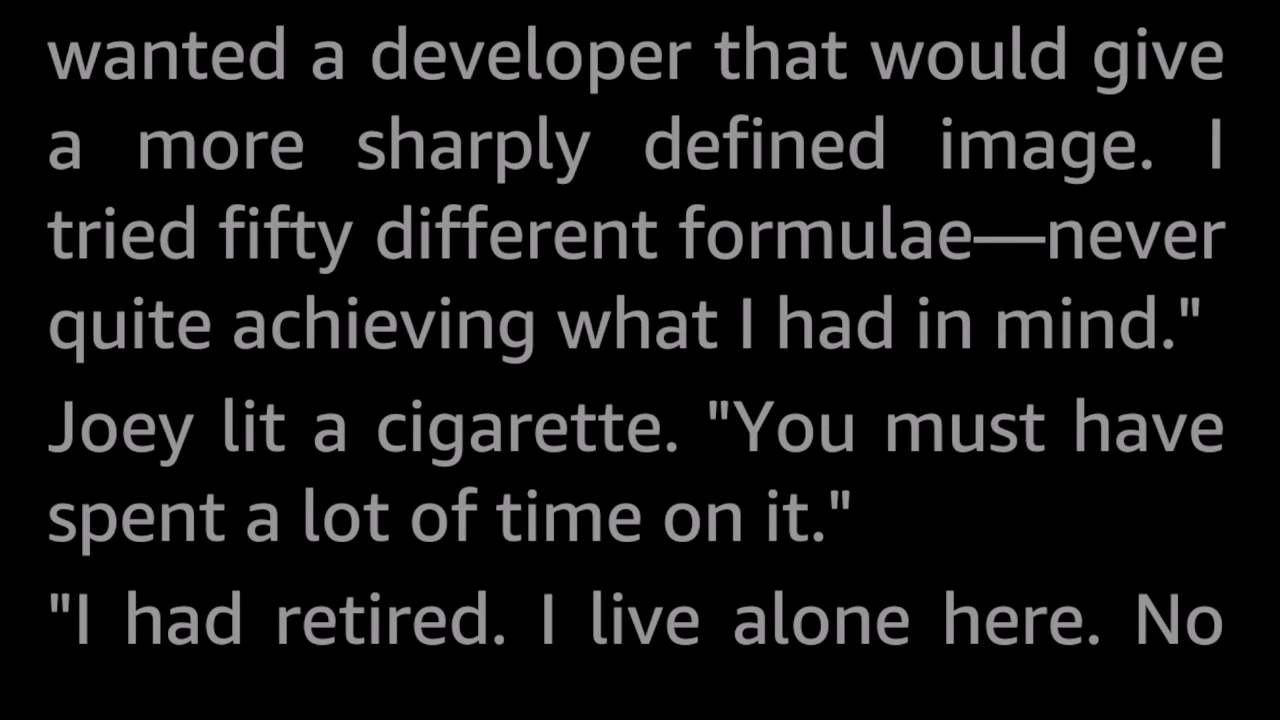 wanted a developer that would give
a more sharply defined image. I
tried fifty different formulae—never
quite achieving what I had in mind."
Joey lit a cigarette. "You must have
spent a lot of time on it."
"I had retired. I live alone here. No